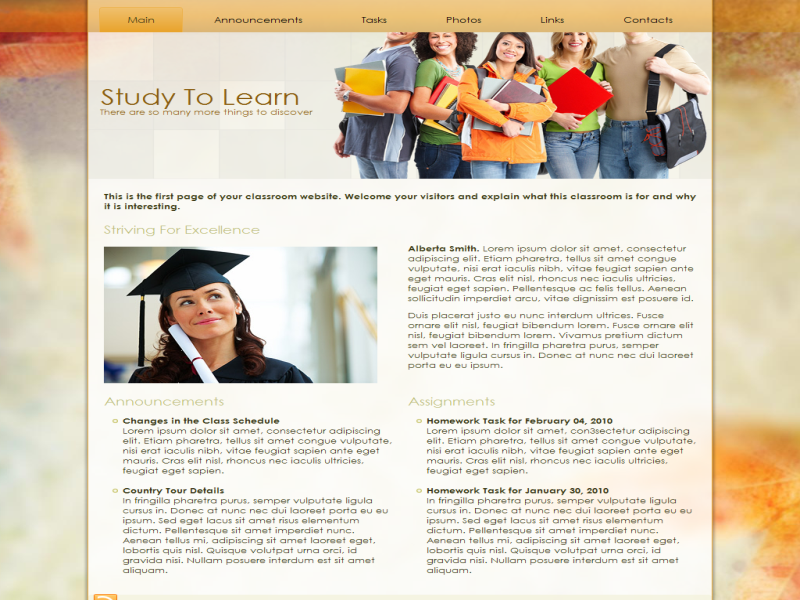 Main Announcements Tasks Photos Links Contacts
Study To Learn
There are so many more things to discover
This is the first page of your classroom website. Welcome your visitors and explain what this classroom is for and why
it is interesting.
Striving For Excellence
Alberta Smith. Lorem ipsum dolor sit amet, consectetur
adipiscing elit. Etiam pharetra, tellus sit amet congue
vulputate, nisi erat iaculis nibh, vitae feugiat sapien ante
eget mauris. Cras elit nisl, rhoncus nec iaculis ultricies,
feugiat eget sapien. Pellentesque ac felis tellus. Aenean
sollicitudin imperdiet arcu, vitae dignissim est posuere id.
Duis placerat justo eu nunc interdum ultrices. Fusce
ornare elit nisl, feugiat bibendum lorem. Fusce ornare elit
nisl, feugiat bibendum lorem. Vivamus pretium dictum
sem vel laoreet. In fringilla pharetra purus, semper
vulputate ligula cursus in. Donec at nunc nec dui laoreet
porta eu eu ipsum.
Announcements
Changes in the Class Schedule
Lorem ipsum dolor sit amet, consectetur adipiscing
elit. Etiam pharetra, tellus sit amet congue vulputate,
nisi erat iaculis nibh, vitae feugiat sapien ante eget
mauris. Cras elit nisl, rhoncus nec iaculis ultricies,
feugiat eget sapien.
Country Tour Details
In fringilla pharetra purus, semper vulputate ligula
cursus in. Donec at nunc nec dui laoreet porta eu eu
ipsum. Sed eget lacus sit amet risus elementum
dictum. Pellentesque sit amet imperdiet nunc.
Aenean tellus mi, adipiscing sit amet laoreet eget,
lobortis quis nisl. Quisque volutpat urna orci, id
gravida nisi. Nullam posuere interdum est sit amet
aliquam.
Assignments
Homework Task for February 04, 2010
Lorem ipsum dolor sit amet, con3sectetur adipiscing
elit. Etiam pharetra, tellus sit amet congue vulputate,
nisi erat iaculis nibh, vitae feugiat sapien ante eget
mauris. Cras elit nisl, rhoncus nec iaculis ultricies,
feugiat eget sapien.
Homework Task for January 30, 2010
In fringilla pharetra purus, semper vulputate ligula
cursus in. Donec at nunc nec dui laoreet porta eu eu
ipsum. Sed eget lacus sit amet risus elementum
dictum. Pellentesque sit amet imperdiet nunc.
Aenean tellus mi, adipiscing sit amet laoreet eget,
lobortis quis nisl. Quisque volutpat urna orci, id
gravida nisi. Nullam posuere interdum est sit amet
aliquam.